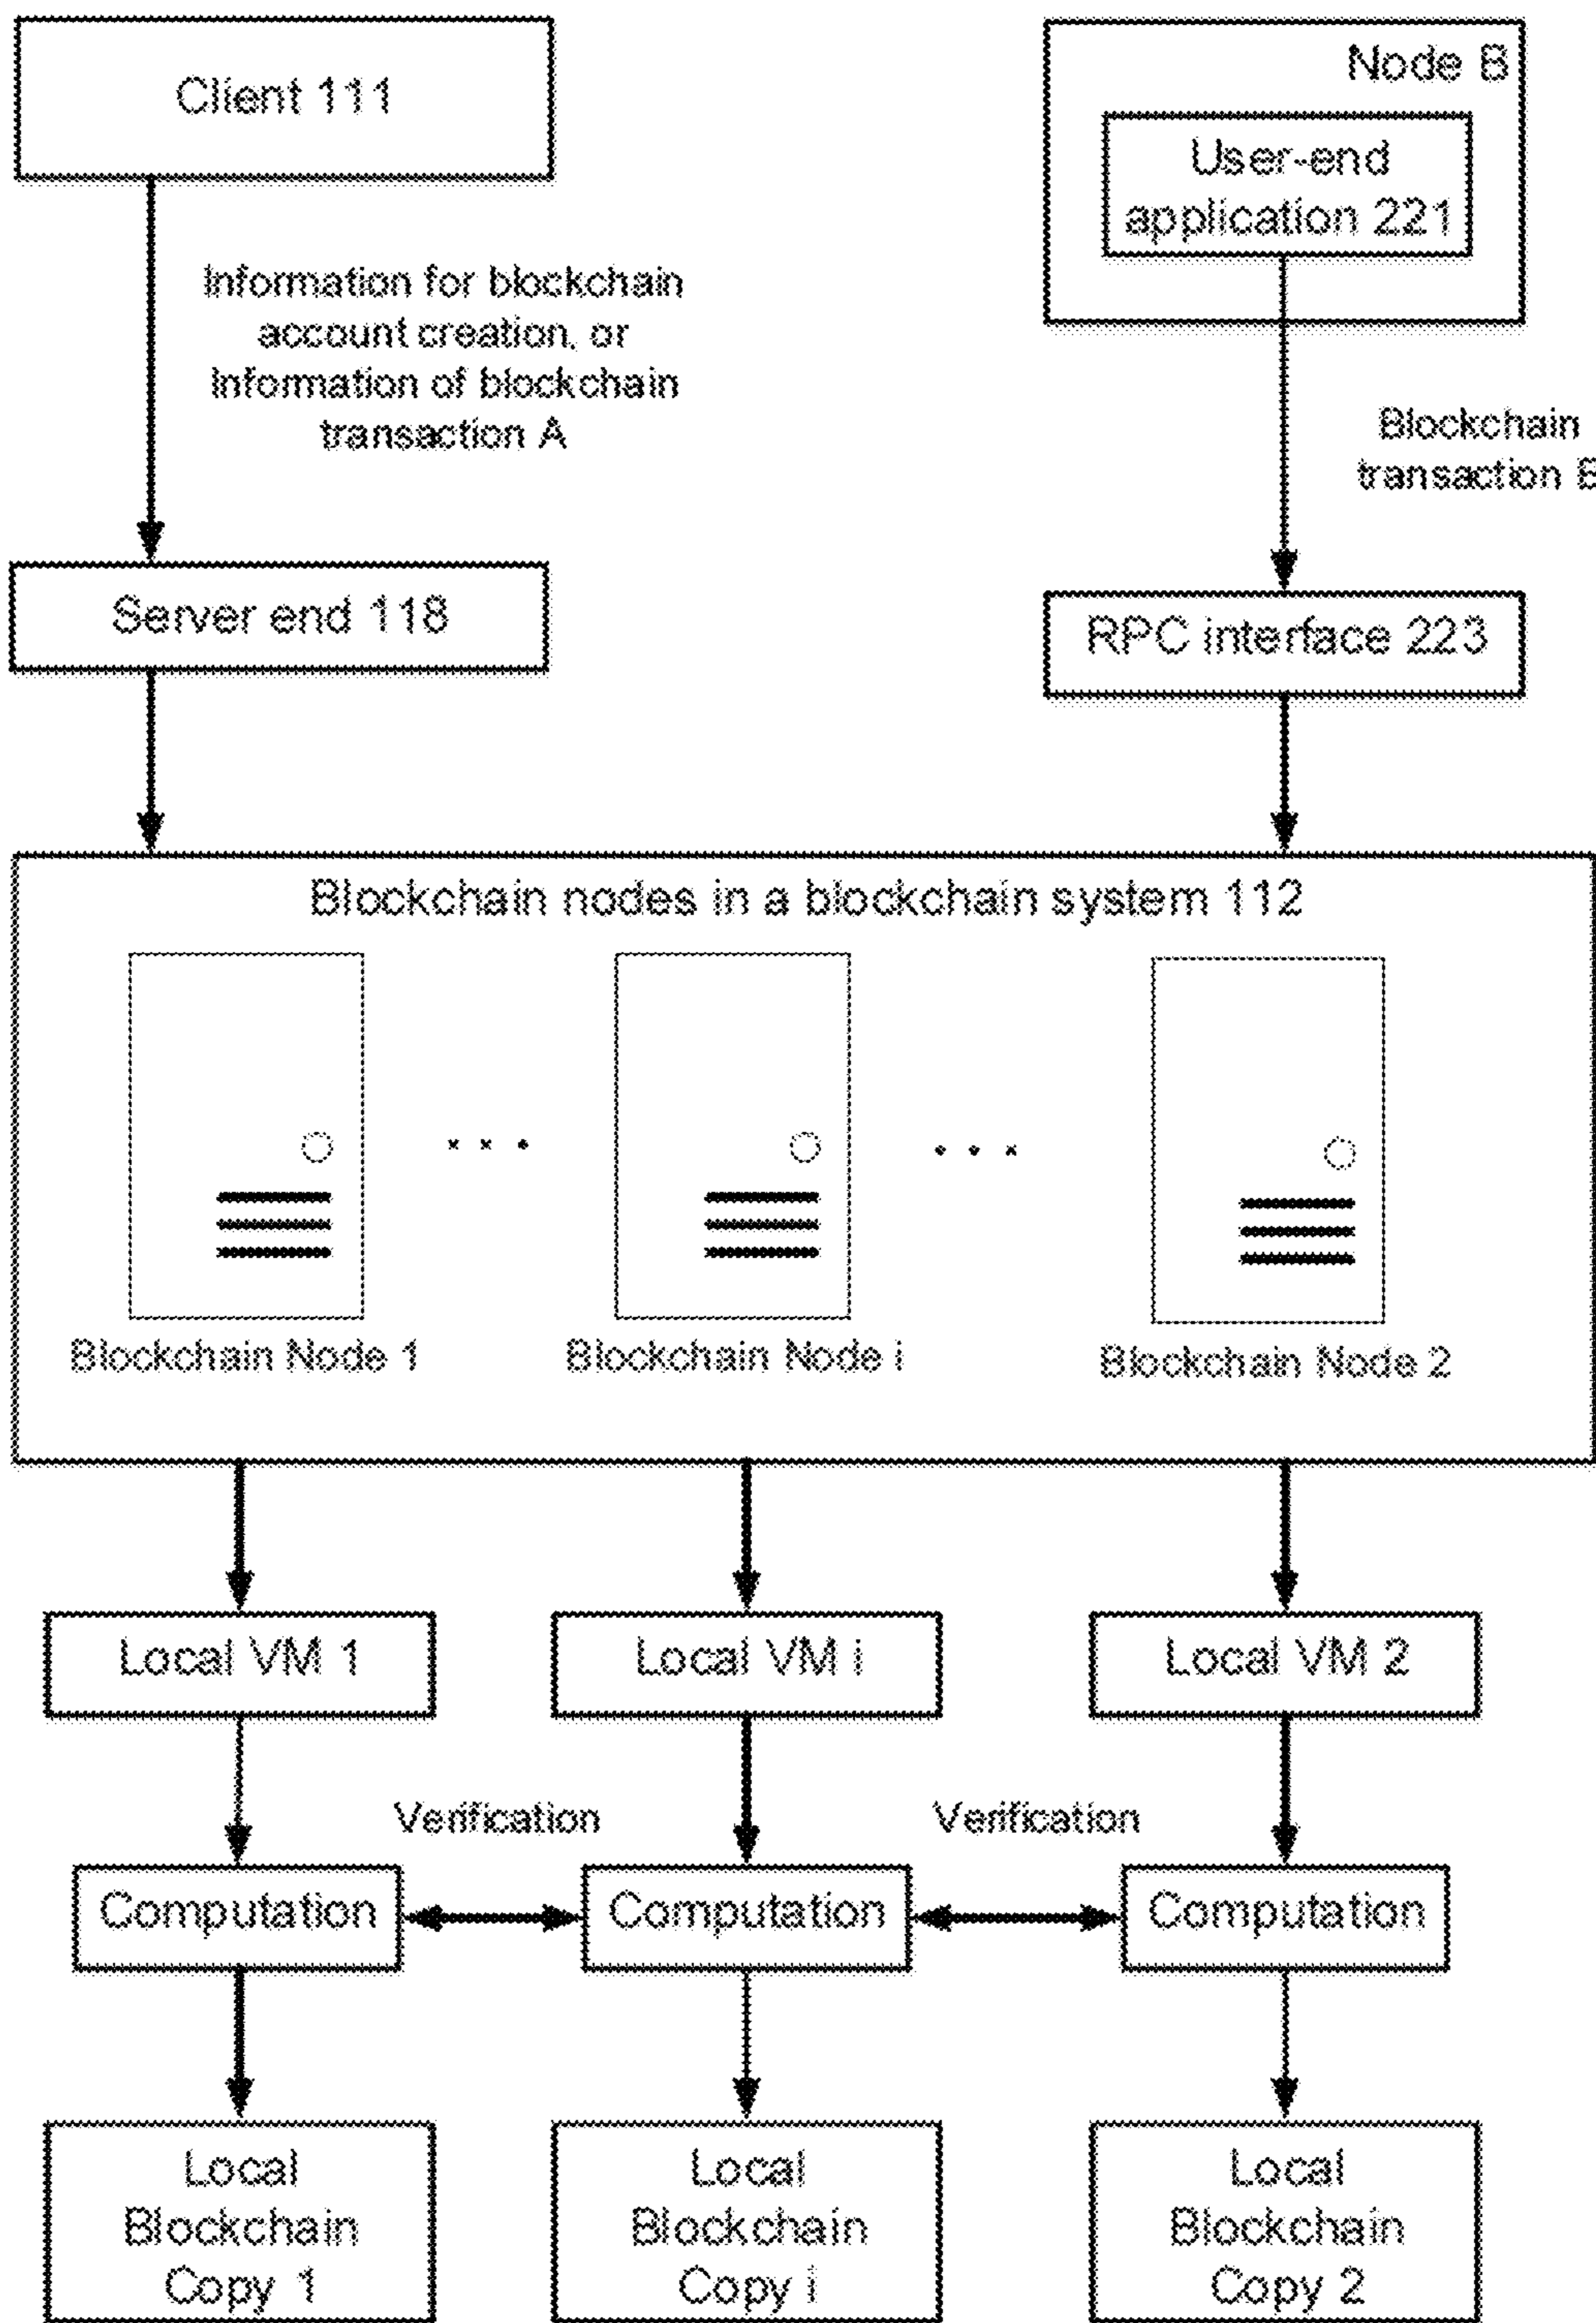 Client 111
Node B
User-end
application 221
Information for blockchain
account creation, or
Information of blockchain
transaction A
Blockchain
transaction B
Server end 118
RPC interface 223
Blockchain nodes in a blockchain system 112
Blockchain Node 1
Blockchain Node i
Blockchain Node 2
Local VM 1
Local VM i
Local VM 2
Verification
Verification
Computation
Computation
Computation
Local
Blockchain
Copy 1
Local
Blockchain
Copy i
Local
Blockchain
Copy 2